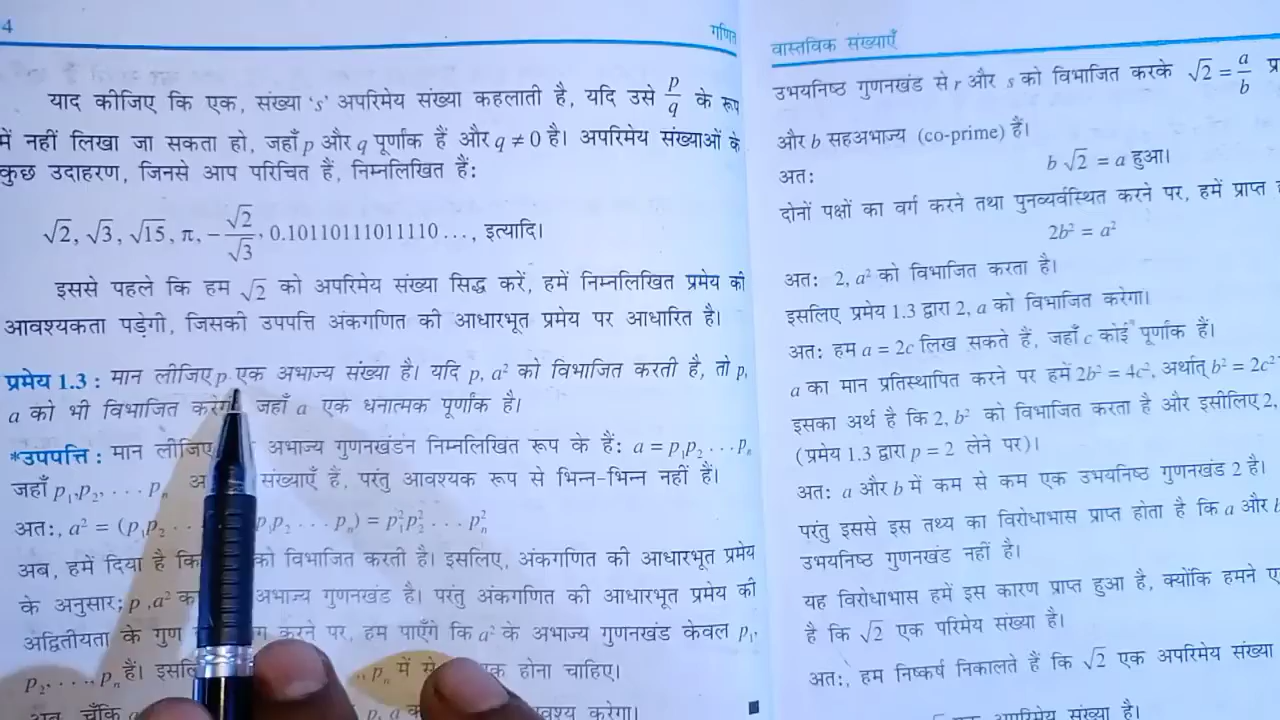 4
गणित
याद कीजिए कि एक, संख्या ‘s’ अपरिमेय संख्या कहलाती है, यदि उसे p/q के रूप
में नहीं लिखा जा सकता हो, जहाँ p और q पूर्णांक हैं और q ≠ 0 है। अपरिमेय संख्याओं के
कुछ उदाहरण, जिनसे आप परिचित हैं, निम्नलिखित हैं:
√2, √3, √15, π, −√2/√3, 0.10110111011110..., इत्यादि।
इससे पहले कि हम √2 को अपरिमेय संख्या सिद्ध करें, हमें निम्नलिखित प्रमेय की
आवश्यकता पड़ेगी, जिसकी उपपत्ति अंकगणित की आधारभूत प्रमेय पर आधारित है।
प्रमेय 1.3 : मान लीजिए p एक अभाज्य संख्या है। यदि p, a² को विभाजित करती है, तो p,
a को भी विभाजित जहाँ a एक धनात्मक पूर्णांक है।
*उपपत्ति : मान लीजिए अभाज्य गुणनखंडन निम्नलिखित रूप के हैं: a = p₁p₂ . . . pₙ
जहाँ p₁,p₂, . . . pₙ संख्याएँ हैं, परंतु आवश्यक रूप से भिन्न-भिन्न नहीं हैं।
अत:, a² = (p₁p₂ . . . p₁p₂ . . . pₙ) = p₁²p₂² . . . pₙ²
अब, हमें दिया है कि को विभाजित करती है। इसलिए, अंकगणित की आधारभूत प्रमेय
के अनुसार; p ,a² का अभाज्य गुणनखंड है। परंतु अंकगणित की आधारभूत प्रमेय की
अद्वितीयता के गुण करने पर, हम पाएँगे कि a² के अभाज्य गुणनखंड केवल p₁,
p₂, . . ., pₙ हैं। pₙ में से होना चाहिए।
अब, चूँकि p, a करेगा।
वास्तविक संख्याएँ
उभयनिष्ठ गुणनखंड से r और s को विभाजित करके √2 = a/b
और b सहअभाज्य (co-prime) हैं।
अत: b √2 = a हुआ।
दोनों पक्षों का वर्ग करने तथा पुनर्व्यवस्थित करने पर, हमें प्राप्त
2b² = a²
अत: 2, a² को विभाजित करता है।
इसलिए प्रमेय 1.3 द्वारा 2, a को विभाजित करेगा।
अत: हम a = 2c लिख सकते हैं, जहाँ c कोई पूर्णांक है।
a का मान प्रतिस्थापित करने पर हमें 2b² = 4c², अर्थात् b² = 2c²
इसका अर्थ है कि 2, b² को विभाजित करता है और इसीलिए 2,
(प्रमेय 1.3 द्वारा p = 2 लेने पर)।
अत: a और b में कम से कम एक उभयनिष्ठ गुणनखंड 2 है।
परंतु इससे इस तथ्य का विरोधाभास प्राप्त होता है कि a और b
उभयनिष्ठ गुणनखंड नहीं है।
यह विरोधाभास हमें इस कारण प्राप्त हुआ है, क्योंकि हमने
है कि √2 एक परिमेय संख्या है।
अत:, हम निष्कर्ष निकालते हैं कि √2 एक अपरिमेय संख्या
अपरिमेय संख्या है।